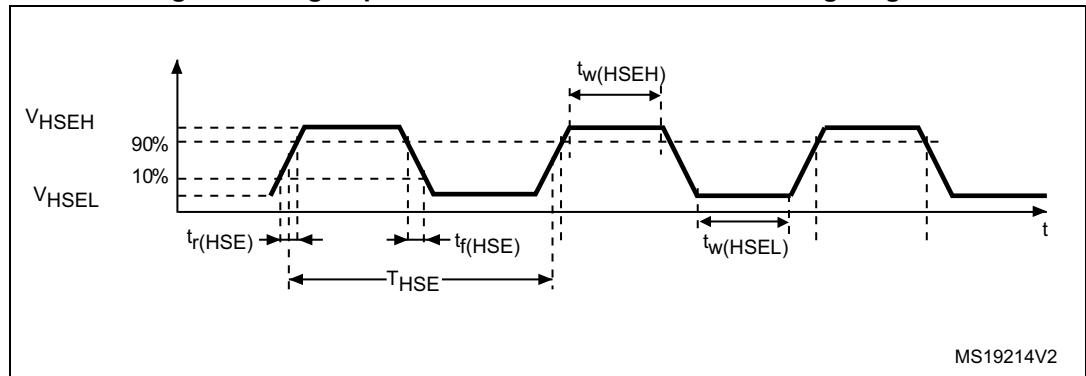 tw(HSEH)
VHSEH
90%
10%
VHSEL
tr(HSE)
tf(HSE)
tw(HSEL)
t
THSE
MS19214V2